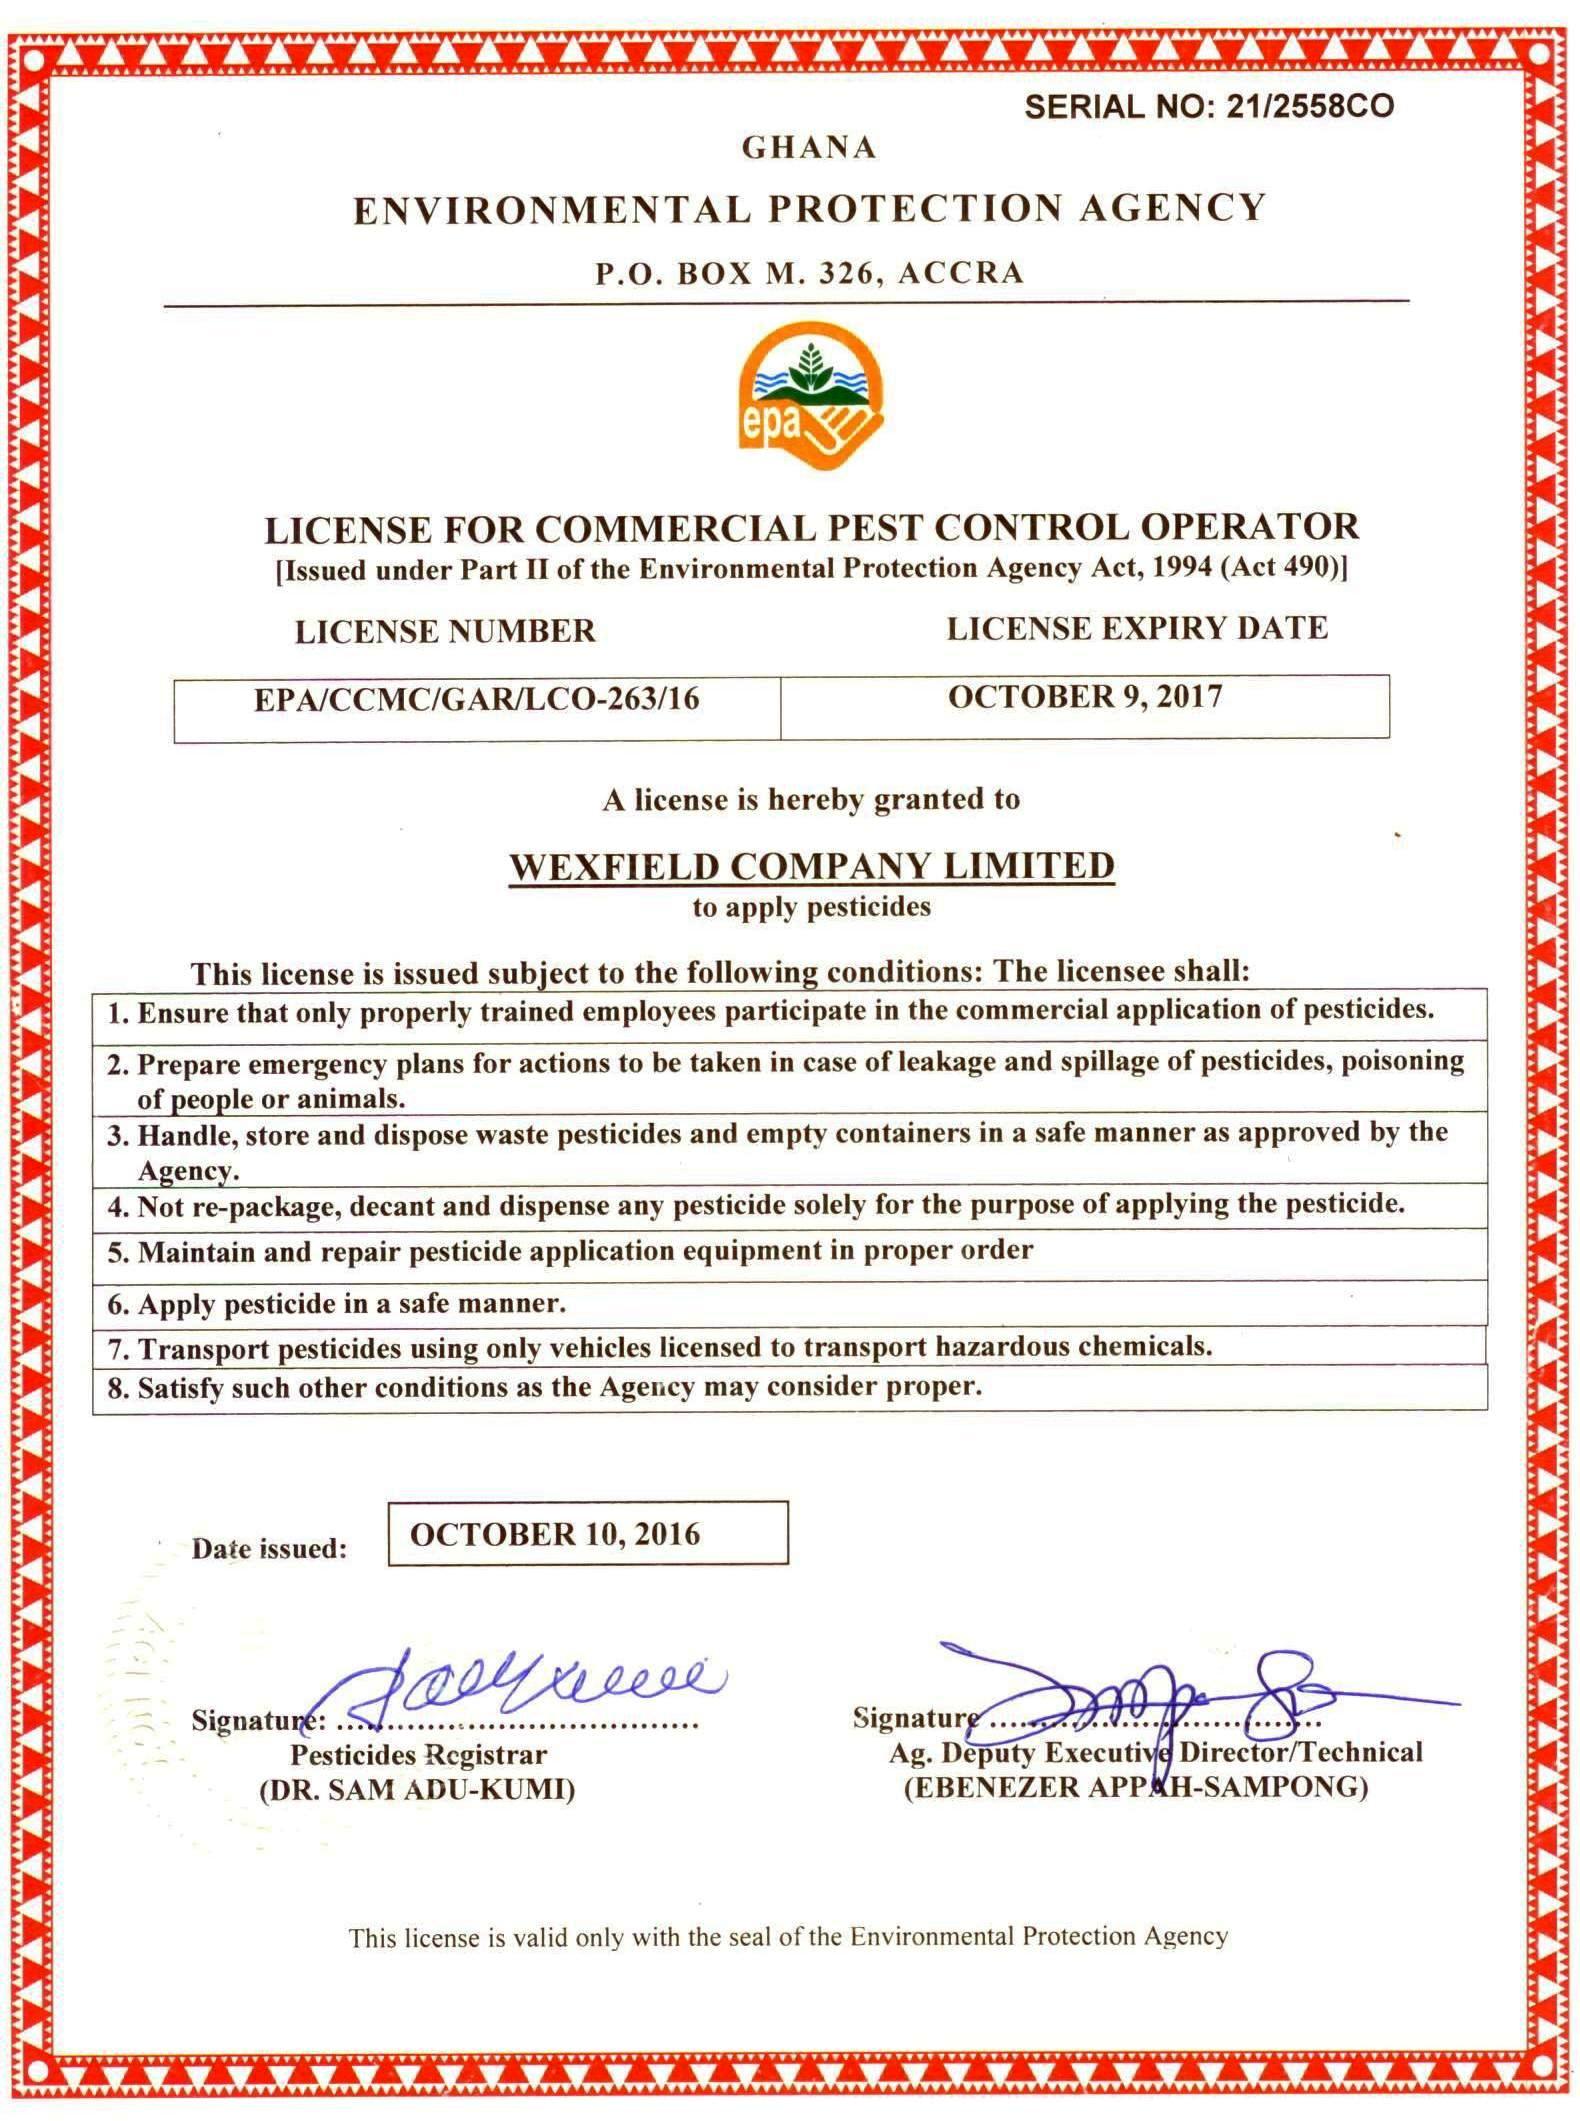 SERIAL NO: 21/2558CO
GHANA
ENVIRONMENTAL PROTECTION AGENCY
P.O. BOX M. 326, ACCRA
epa
LICENSE FOR COMMERCIAL PEST CONTROL OPERATOR
[Issued under Part II of the Environmental Protection Agency Act, 1994 (Act 490)]
LICENSE NUMBER LICENSE EXPIRY DATE
EPA/CCMC/GAR/LCO-263/16 OCTOBER 9, 2017
A license is hereby granted to
WEXFIELD COMPANY LIMITED
to apply pesticides
This license is issued subject to the following conditions: The licensee shall:
1. Ensure that only properly trained employees participate in the commercial application of pesticides.
2. Prepare emergency plans for actions to be taken in case of leakage and spillage of pesticides, poisoning
of people or animals.
3. Handle, store and dispose waste pesticides and empty containers in a safe manner as approved by the
Agency.
4. Not re-package, decant and dispense any pesticide solely for the purpose of applying the pesticide.
5. Maintain and repair pesticide application equipment in proper order
6. Apply pesticide in a safe manner.
7. Transport pesticides using only vehicles licensed to transport hazardous chemicals.
8. Satisfy such other conditions as the Agency may consider proper.
Date issued: OCTOBER 10, 2016
Signature: ........................................ Signature ........................................
Pesticides Registrar Ag. Deputy Executive Director/Technical
(DR. SAM ADU-KUMI) (EBENEZER APPAH-SAMPONG)
This license is valid only with the seal of the Environmental Protection Agency